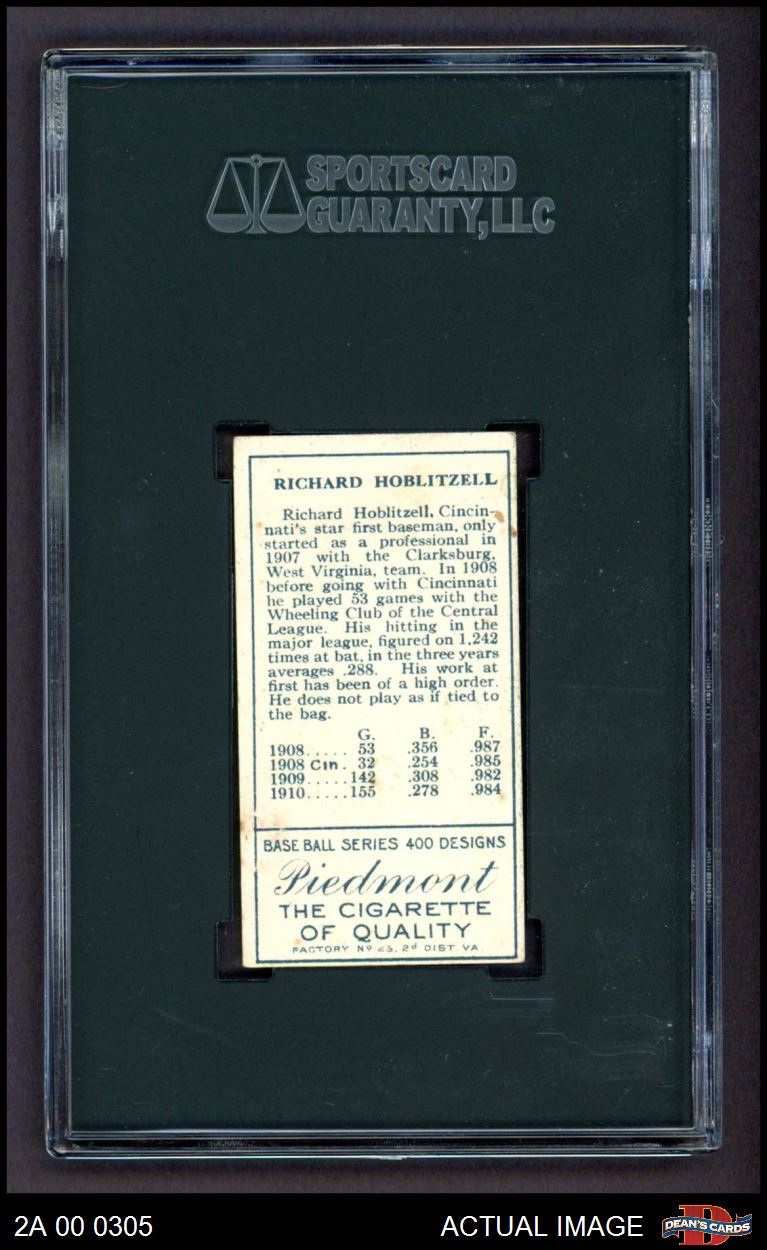 SPORTSCARD
GUARANTY, LLC
RICHARD HOBLITZELL
Richard Hoblitzell, Cincin-
nati's star first baseman, only
started as a professional in
1907 with the Clarksburg,
West Virginia, team. In 1908
before going with Cincinnati
he played 53 games with the
Wheeling Club of the Central
League. His hitting in the
major league, figured on 1,242
times at bat, in the three years
averages .288. His work at
first has been of a high order.
He does not play as if tied to
the bag.
G. B. F.
1908..... 53 .356 .987
1908 Cin. 32 .254 .985
1909.....142 .308 .982
1910.....155 .278 .984
BASE BALL SERIES 400 DESIGNS
Piedmont
THE CIGARETTE
OF QUALITY
FACTORY Nº 25, 2d DIST VA.
2A 00 0305
ACTUAL IMAGE
DEAN'S CARDS